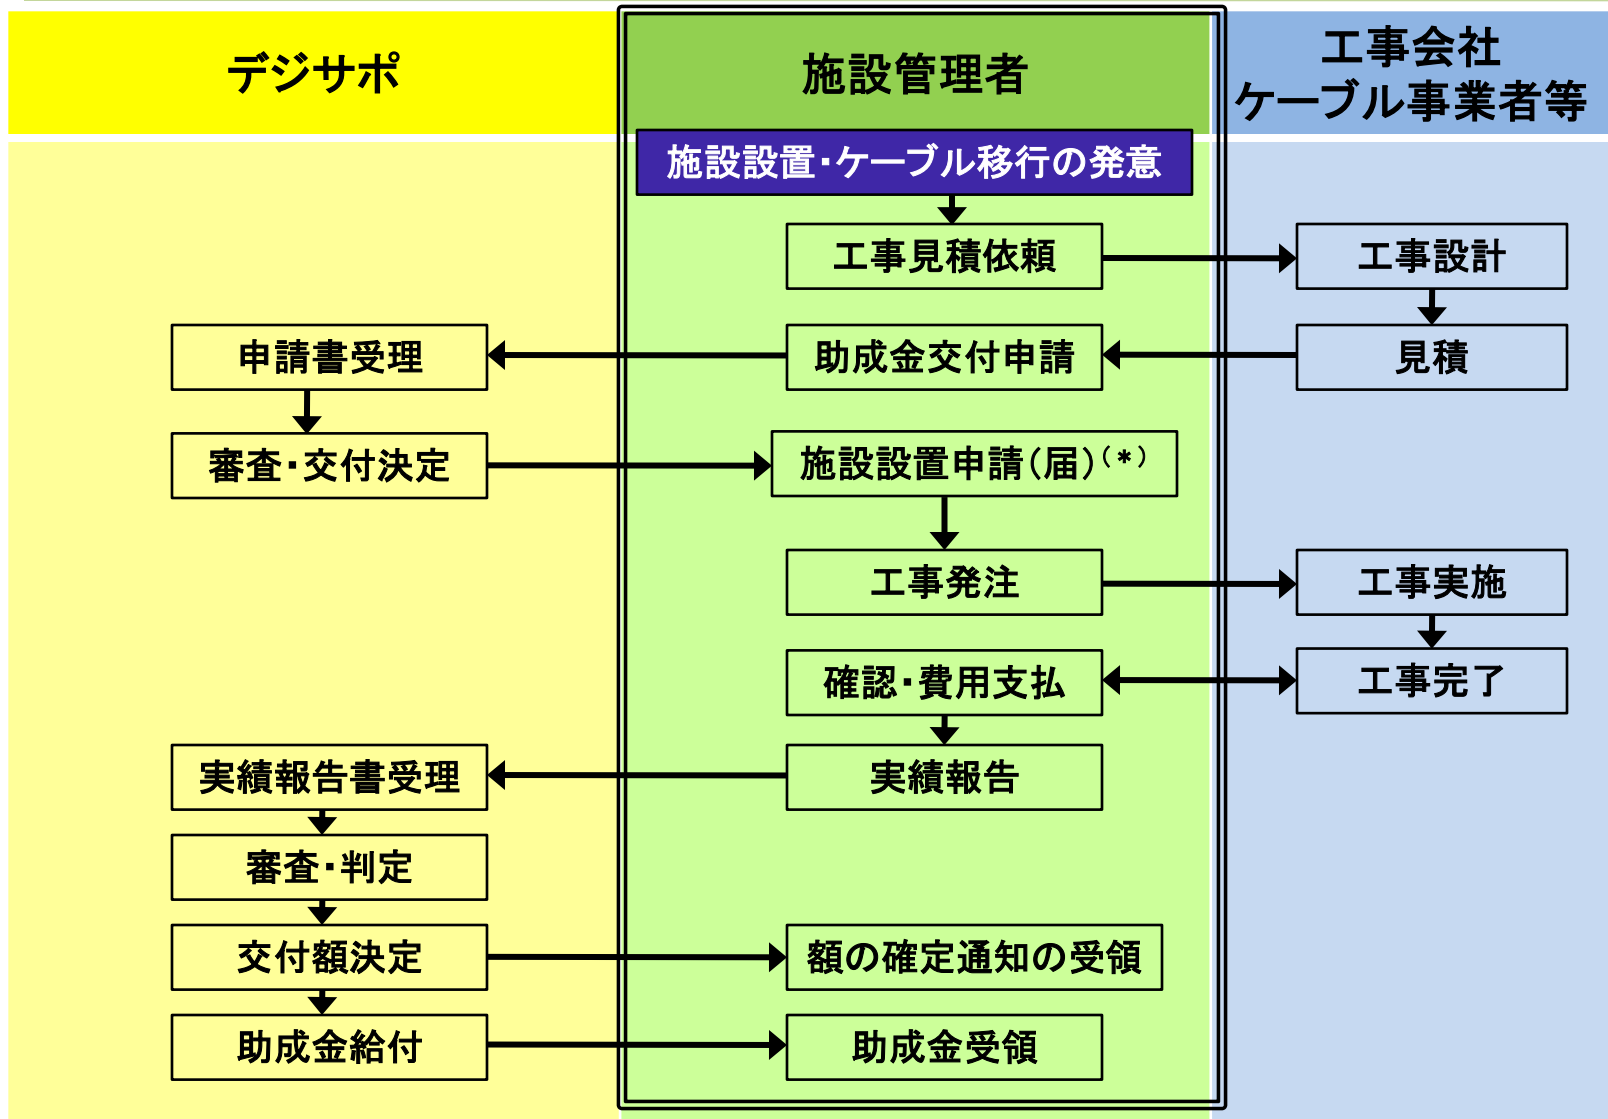 デジサポ
施設管理者
工事会社
ケーブル事業者等
施設設置・ケーブル移行の発意
工事見積依頼
工事設計
申請書受理
助成金交付申請
見積
審査・交付決定
施設設置申請(届)(*)
工事発注
工事実施
確認・費用支払
工事完了
実績報告書受理
実績報告
審査・判定
交付額決定
額の確定通知の受領
助成金給付
助成金受領